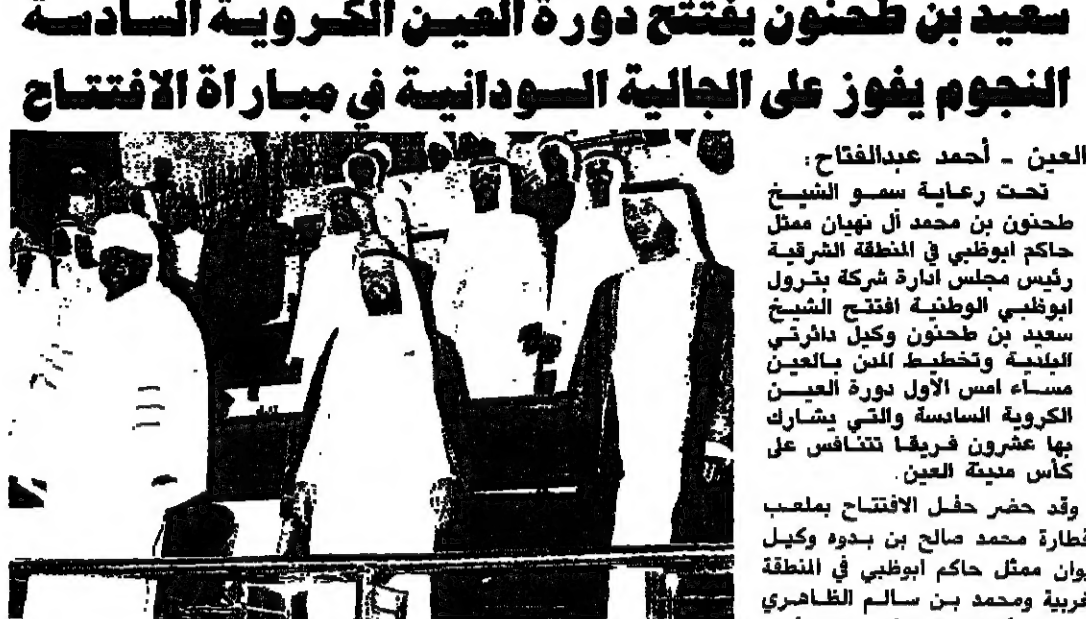 سعيد بن طحنون يفتتح دورة العين الكروية السادسة
النجوم يفوز على الجالية السودانية في مباراة الافتتاح
العين - أحمد عبدالفتاح:
تحت رعاية سمو الشيخ
طحنون بن محمد آل نهيان ممثل
حاكم ابوظبي في المنطقة الشرقية
رئيس مجلس ادارة شركة بترول
ابوظبي الوطنية افتتح الشيخ
سعيد بن طحنون وكيل دائرتي
البلدية وتخطيط المدن بالعين
مساء امس الأول دورة العين
الكروية السادسة والتي يشارك
بها عشرون فريقا تتنافس على
كأس مدينة العين.
وقد حضر حفل الافتتاح بملعب
قطارة محمد صالح بن بدوه وكيل
يوان ممثل حاكم ابوظبي في المنطقة
غربية ومحمد بن سالم الظاهري